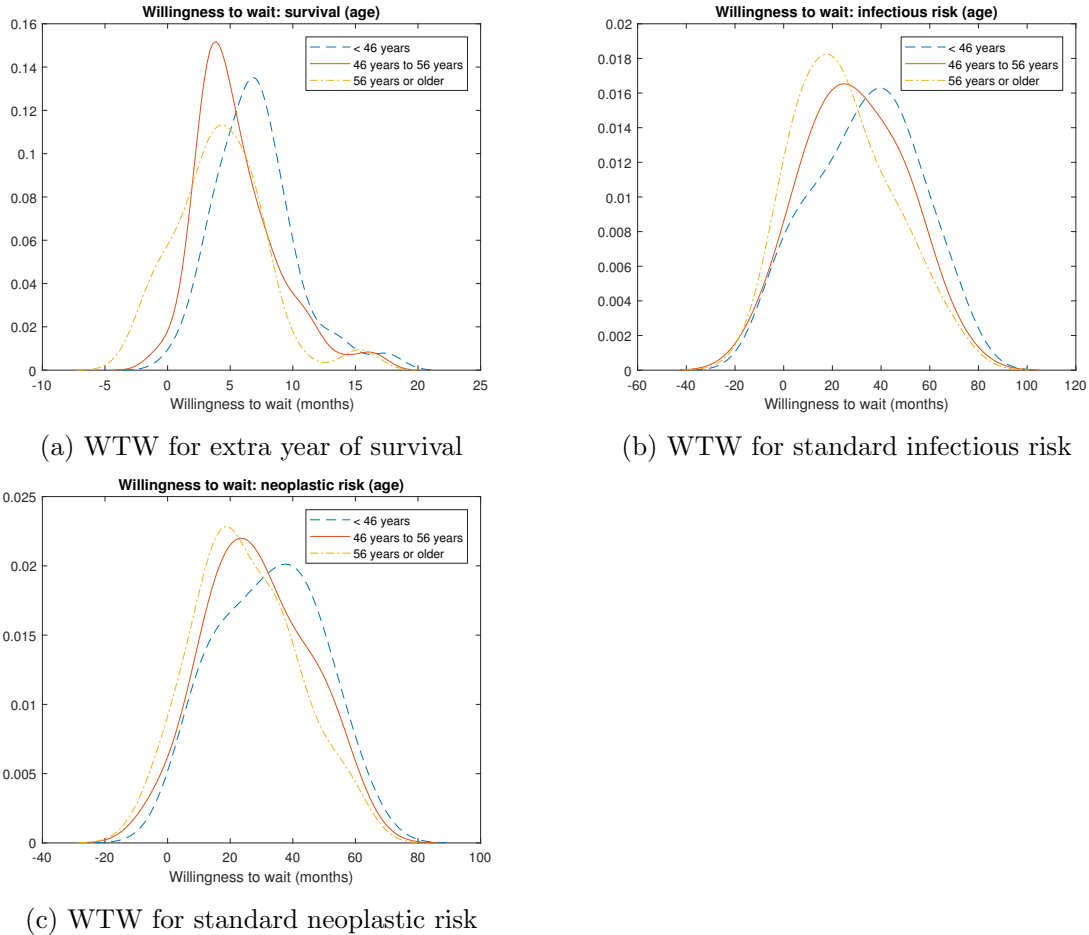 Willingness to wait: survival (age)
0.16
0.14
0.12
0.1
0.08
0.06
0.04
0.02
0
-10
-5
0
5
10
15
20
25
< 46 years
46 years to 56 years
56 years or older
Willingness to wait (months)
(a) WTW for extra year of survival
Willingness to wait: infectious risk (age)
0.02
0.018
0.016
0.014
0.012
0.01
0.008
0.006
0.004
0.002
0
-60
-40
-20
0
20
40
60
80
100
120
< 46 years
46 years to 56 years
56 years or older
Willingness to wait (months)
(b) WTW for standard infectious risk
Willingness to wait: neoplastic risk (age)
0.025
0.02
0.015
0.01
0.005
0
-40
-20
0
20
40
60
80
100
< 46 years
46 years to 56 years
56 years or older
Willingness to wait (months)
(c) WTW for standard neoplastic risk